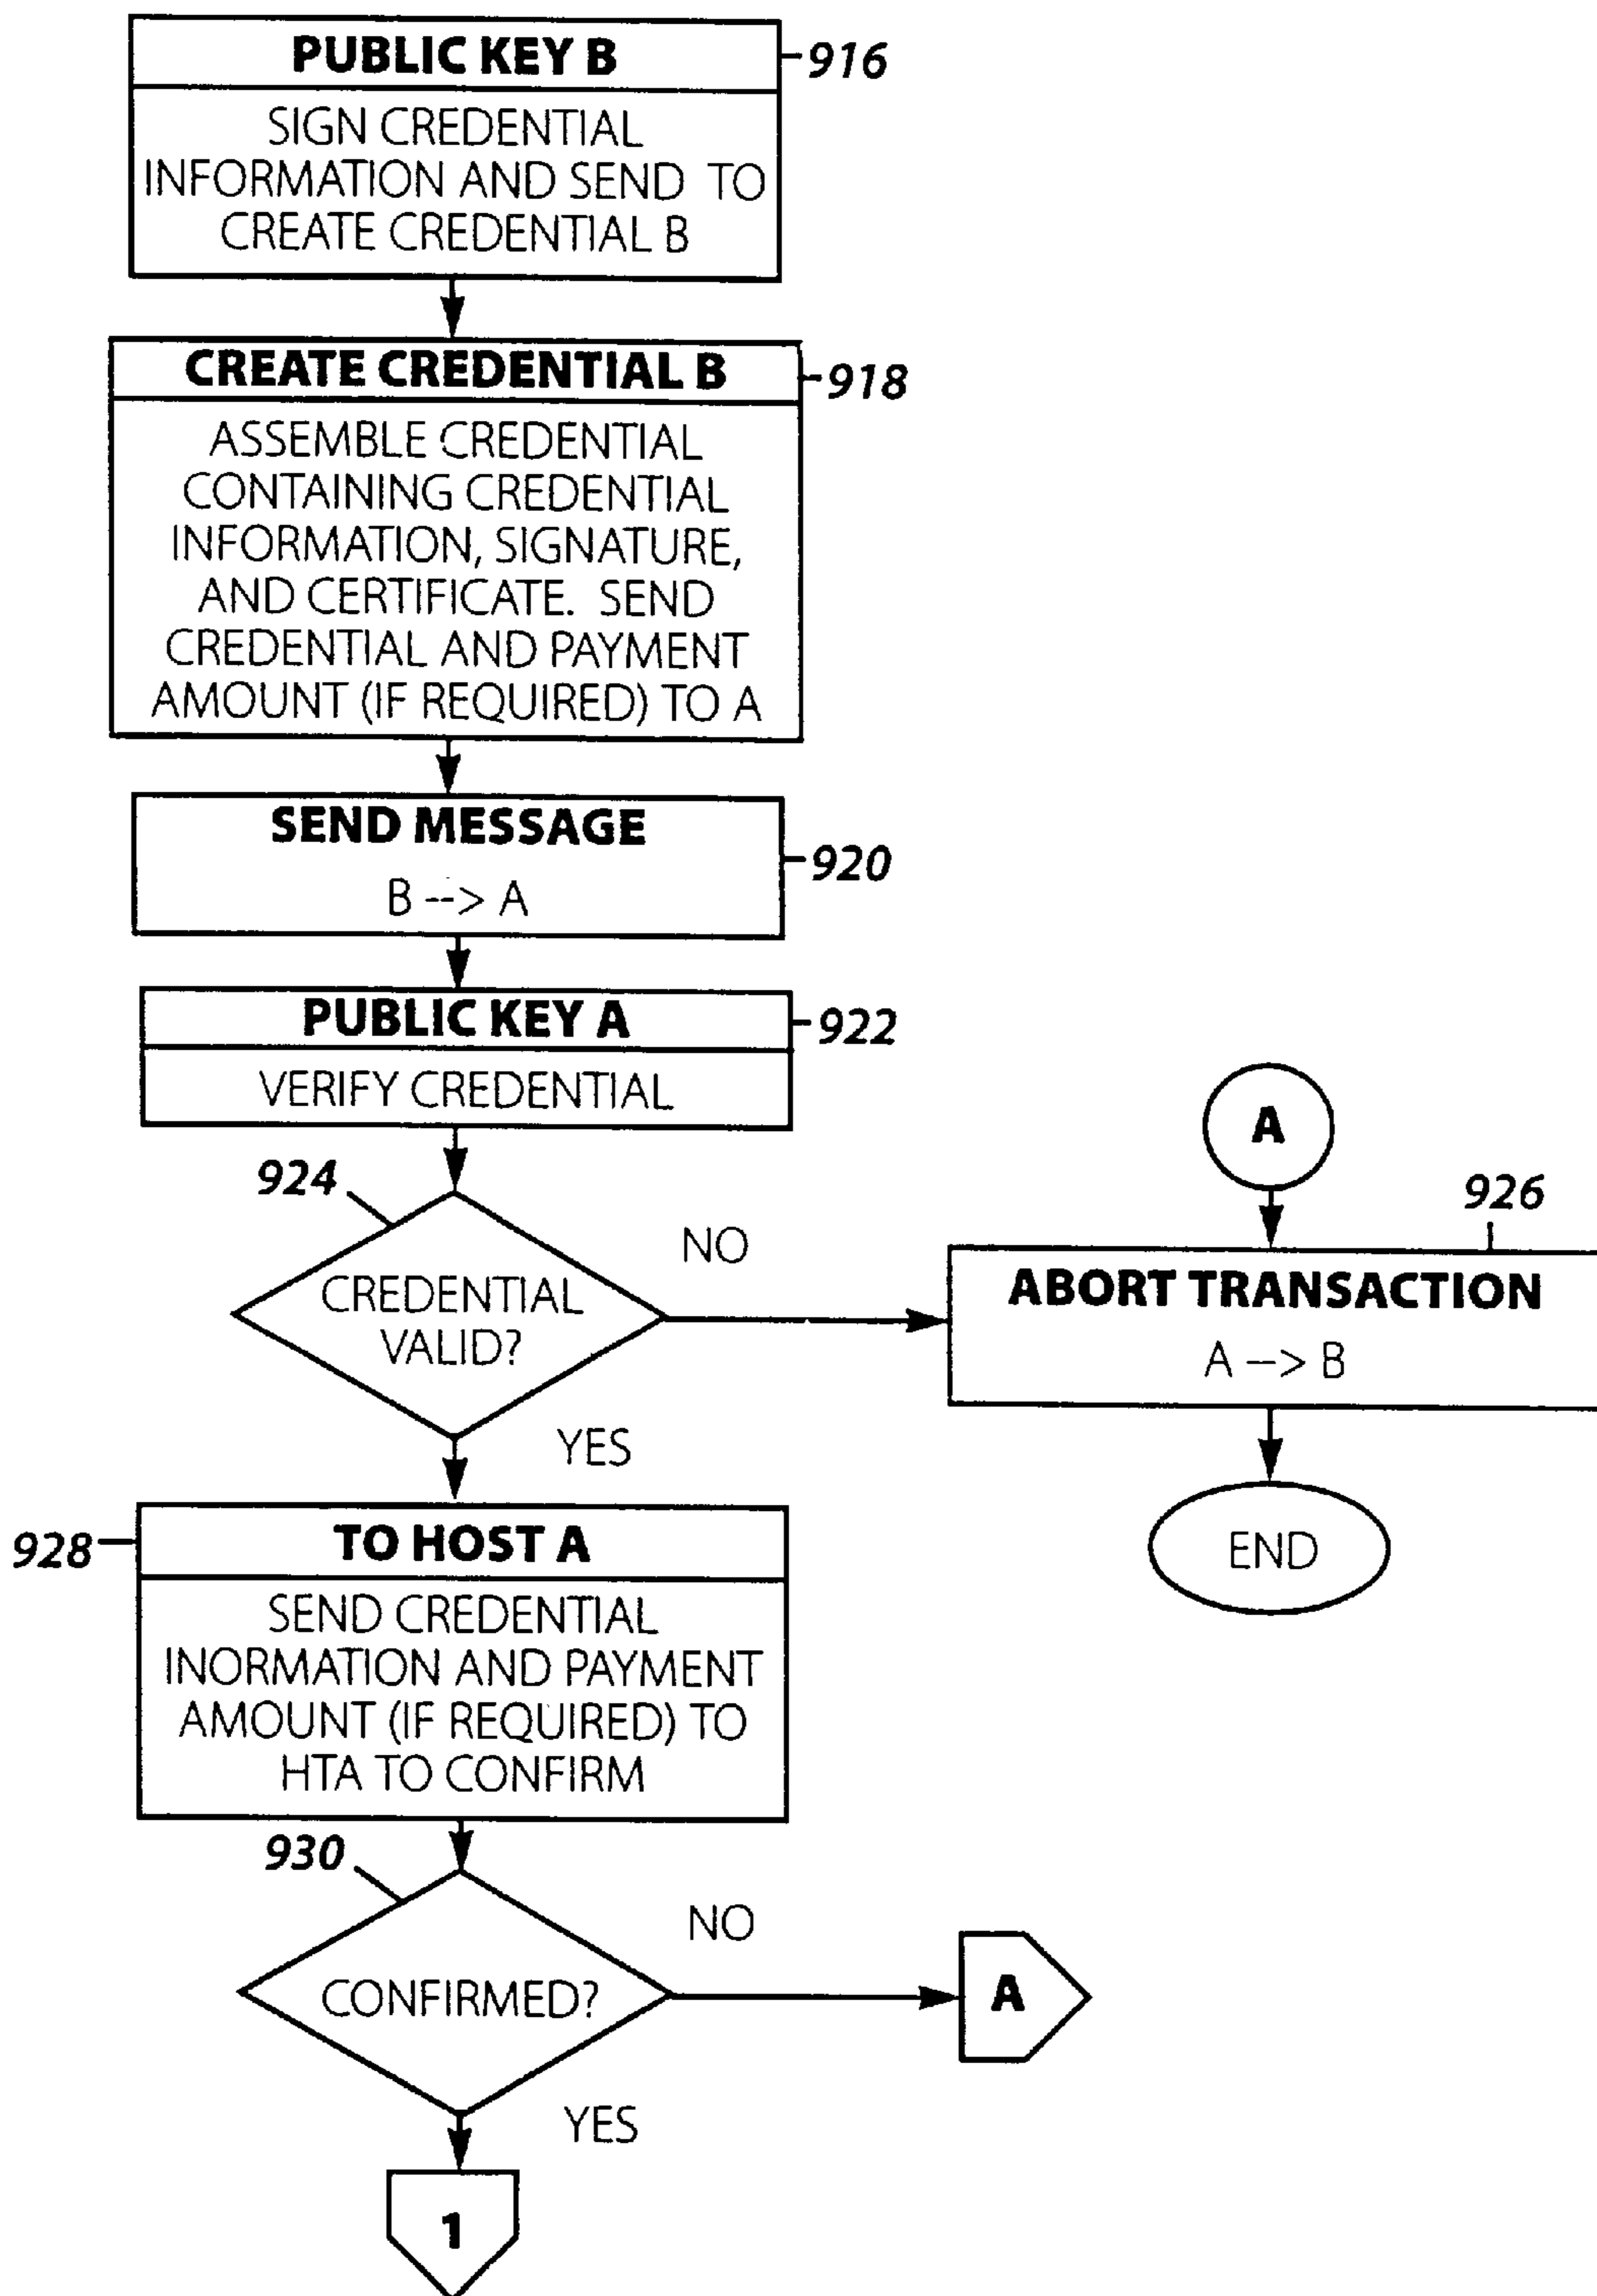 PUBLIC KEY B
916
SIGN CREDENTIAL
INFORMATION AND SEND TO
CREATE CREDENTIAL B
CREATE CREDENTIAL B
918
ASSEMBLE CREDENTIAL
CONTAINING CREDENTIAL
INFORMATION, SIGNATURE,
AND CERTIFICATE. SEND
CREDENTIAL AND PAYMENT
AMOUNT (IF REQUIRED) TO A
SEND MESSAGE
920
B --> A
PUBLIC KEY A
922
VERIFY CREDENTIAL
924
CREDENTIAL
VALID?
NO
YES
A
926
ABORT TRANSACTION
A --> B
END
928
TO HOST A
SEND CREDENTIAL
INORMATION AND PAYMENT
AMOUNT (IF REQUIRED) TO
HTA TO CONFIRM
930
CONFIRMED?
NO
A
YES
1